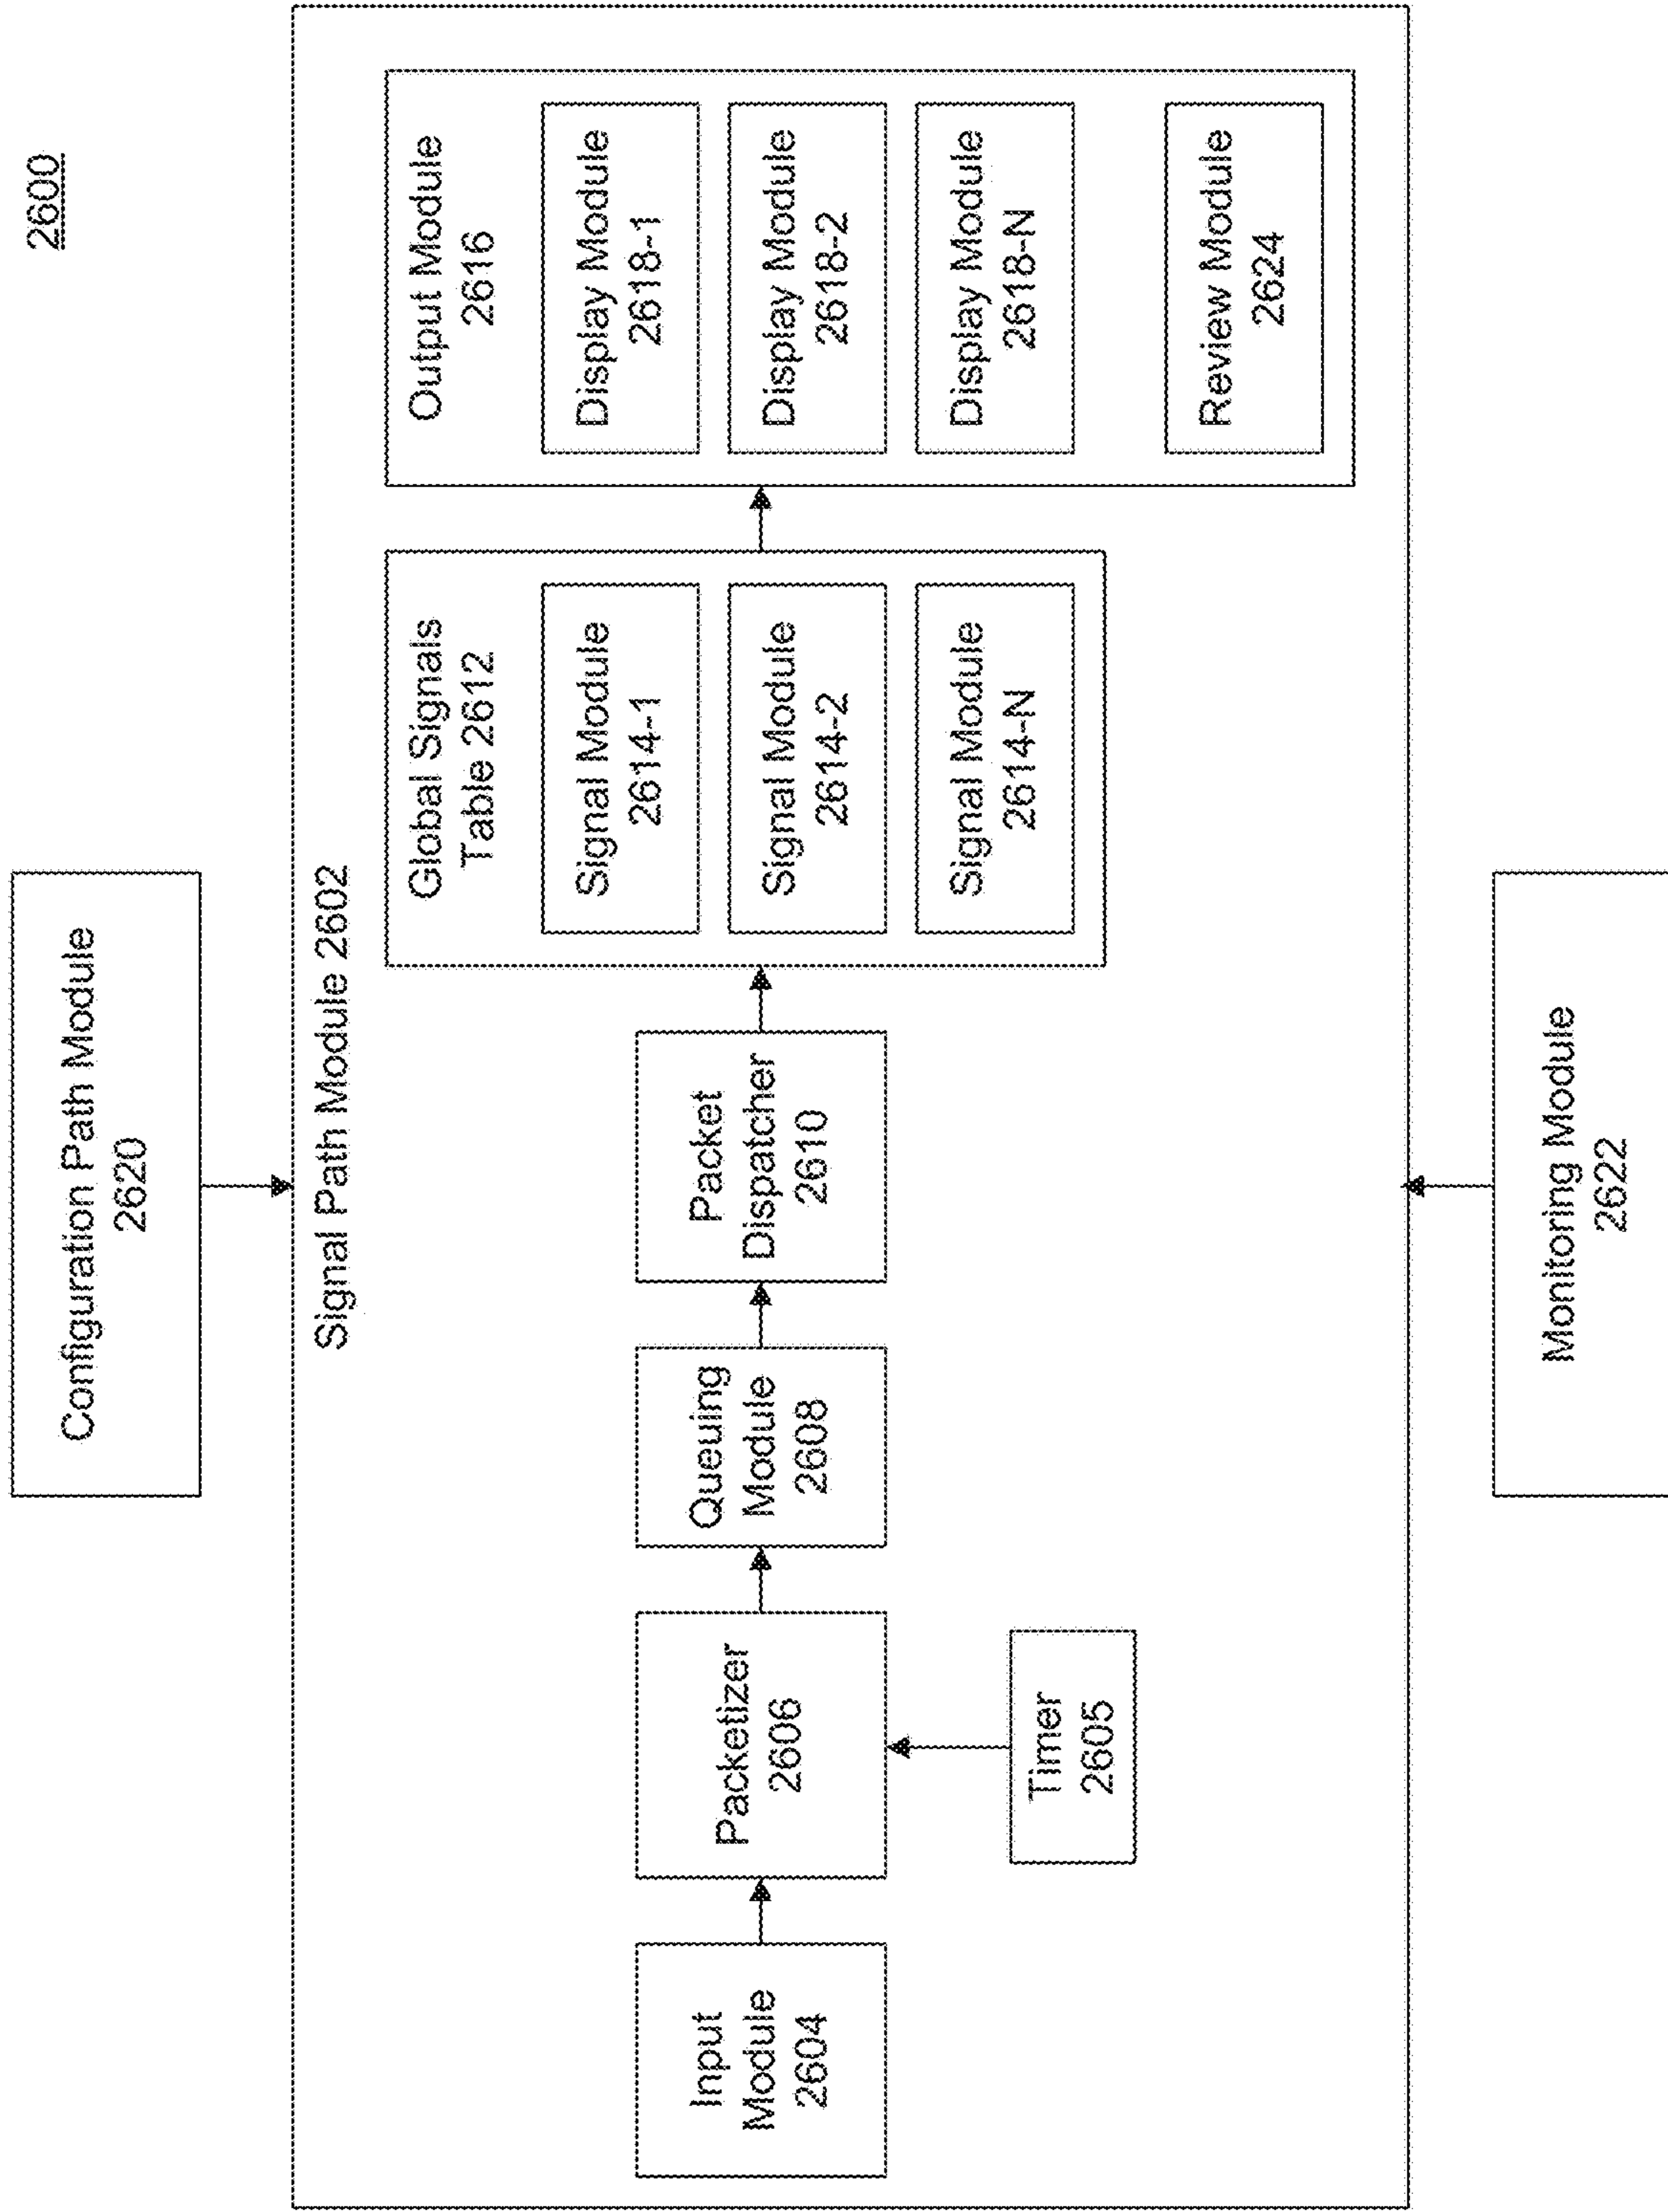 2600
Configuration Path Module
2620
Signal Path Module 2602
Input
Module
2604
Packetizer
2606
Timer
2605
Queuing
Module
2608
Packet
Dispatcher
2610
Global Signals
Table 2612
Signal Module
2614-1
Signal Module
2614-2
Signal Module
2614-N
Output Module
2616
Display Module
2618-1
Display Module
2618-2
Display Module
2618-N
Review Module
2624
Monitoring Module
2622